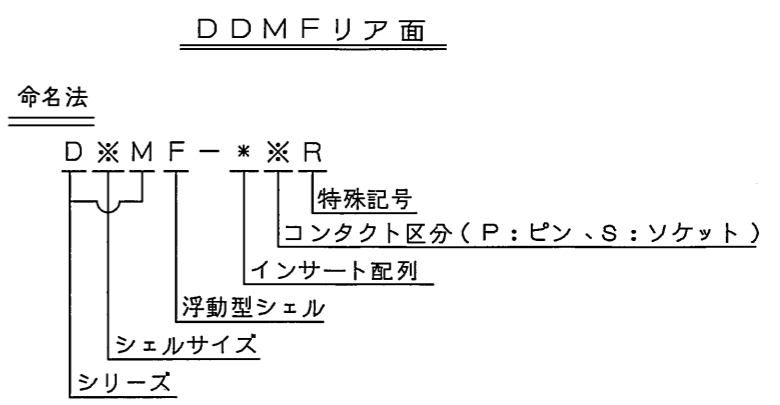 DDMFリア面
命名法
D※MF-*※R
特殊記号
コンタクト区分(P:ピン、S:ソケット)
インサート配列
浮動型シェル
シェルサイズ
シリーズ